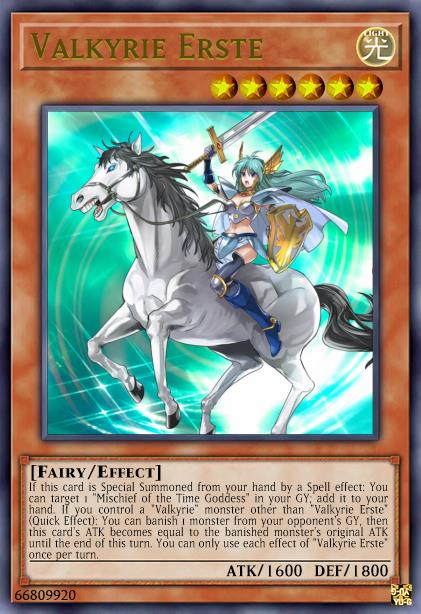 Valkyrie Erste
LIGHT
光
[Fairy/Effect]
If this card is Special Summoned from your hand by a Spell effect: You
can target 1 "Mischief of the Time Goddess" in your GY; add it to your
hand. If you control a "Valkyrie" monster other than "Valkyrie Erste"
(Quick Effect): You can banish 1 monster from your opponent's GY, then
this card's ATK becomes equal to the banished monster's original ATK
until the end of this turn. You can only use each effect of "Valkyrie Erste"
once per turn.
ATK/1600 DEF/1800
66809920